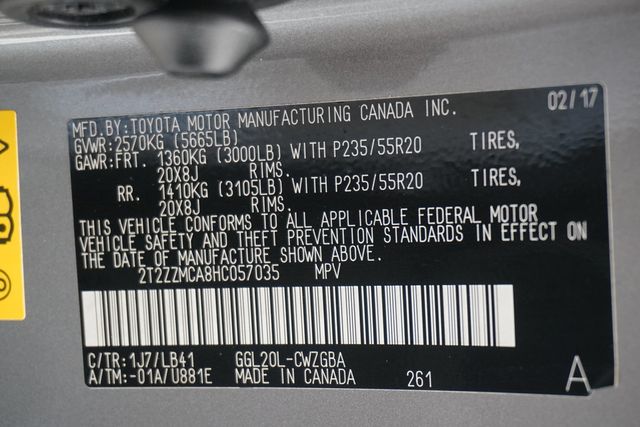 MFD.BY:TOYOTA MOTOR MANUFACTURING CANADA INC. 02/17
GVWR:2570KG (5665LB)
GAWR:FRT. 1360KG (3000LB) WITH P235/55R20 TIRES,
20X8J RIMS.
RR. 1410KG (3105LB) WITH P235/55R20 TIRES,
20X8J RIMS.
THIS VEHICLE CONFORMS TO ALL APPLICABLE FEDERAL MOTOR
VEHICLE SAFETY AND THEFT PREVENTION STANDARDS IN EFFECT ON
THE DATE OF MANUFACTURE SHOWN ABOVE.
2T2ZZMCA8HC057035 MPV
C/TR:1J7/LB41 GGL20L-CWZGBA
A/TM:-01A/U881E MADE IN CANADA 261 A